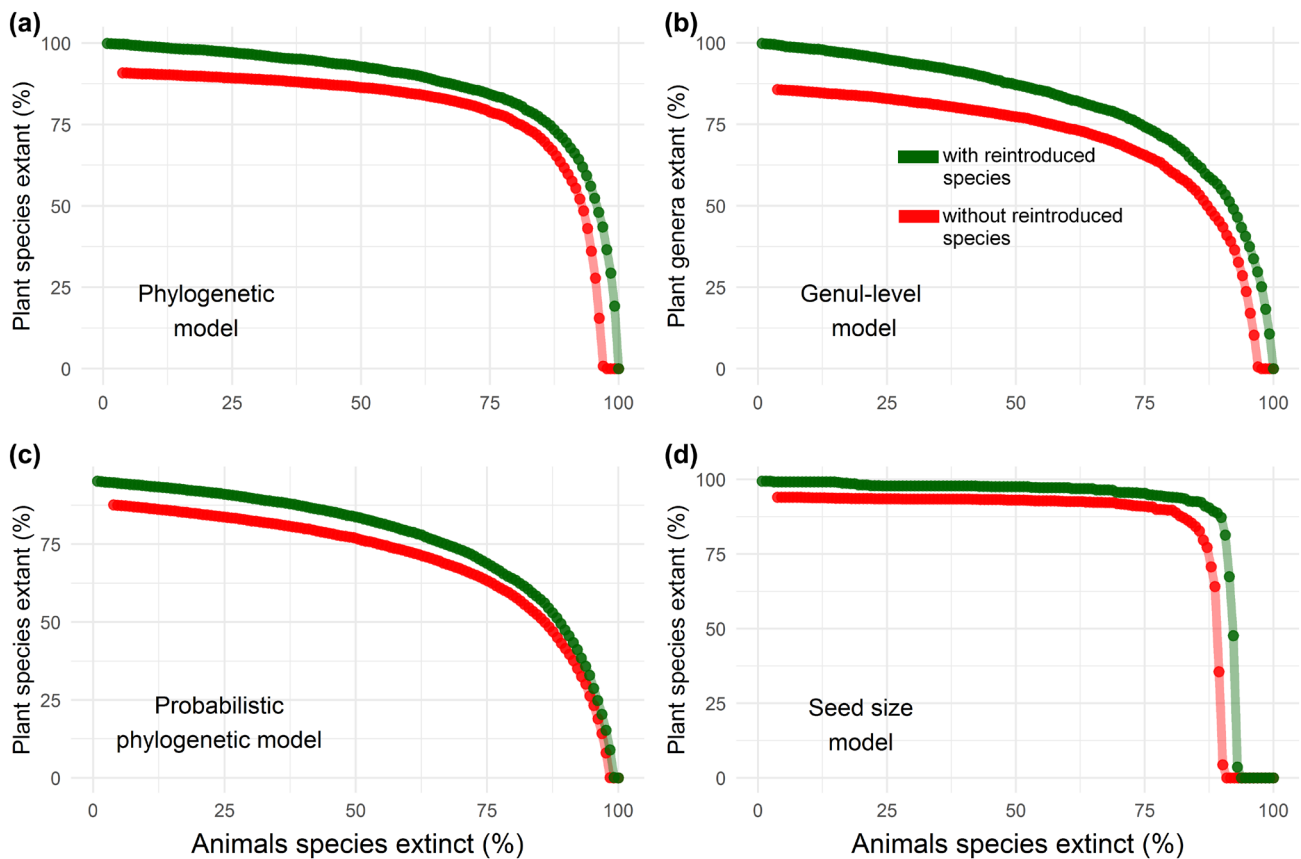 (a)
100
75
50
25
0
Plant species extant (%)
Phylogenetic
model
0 25 50 75 100
(b)
100
75
50
25
0
Plant genera extant (%)
with reintroduced
species
without reintroduced
species
Genul-level
model
0 25 50 75 100
(c)
75
50
25
0
Plant species extant (%)
Probabilistic
phylogenetic model
0 25 50 75 100
Animals species extinct (%)
(d)
100
75
50
25
0
Plant species extant (%)
Seed size
model
0 25 50 75 100
Animals species extinct (%)